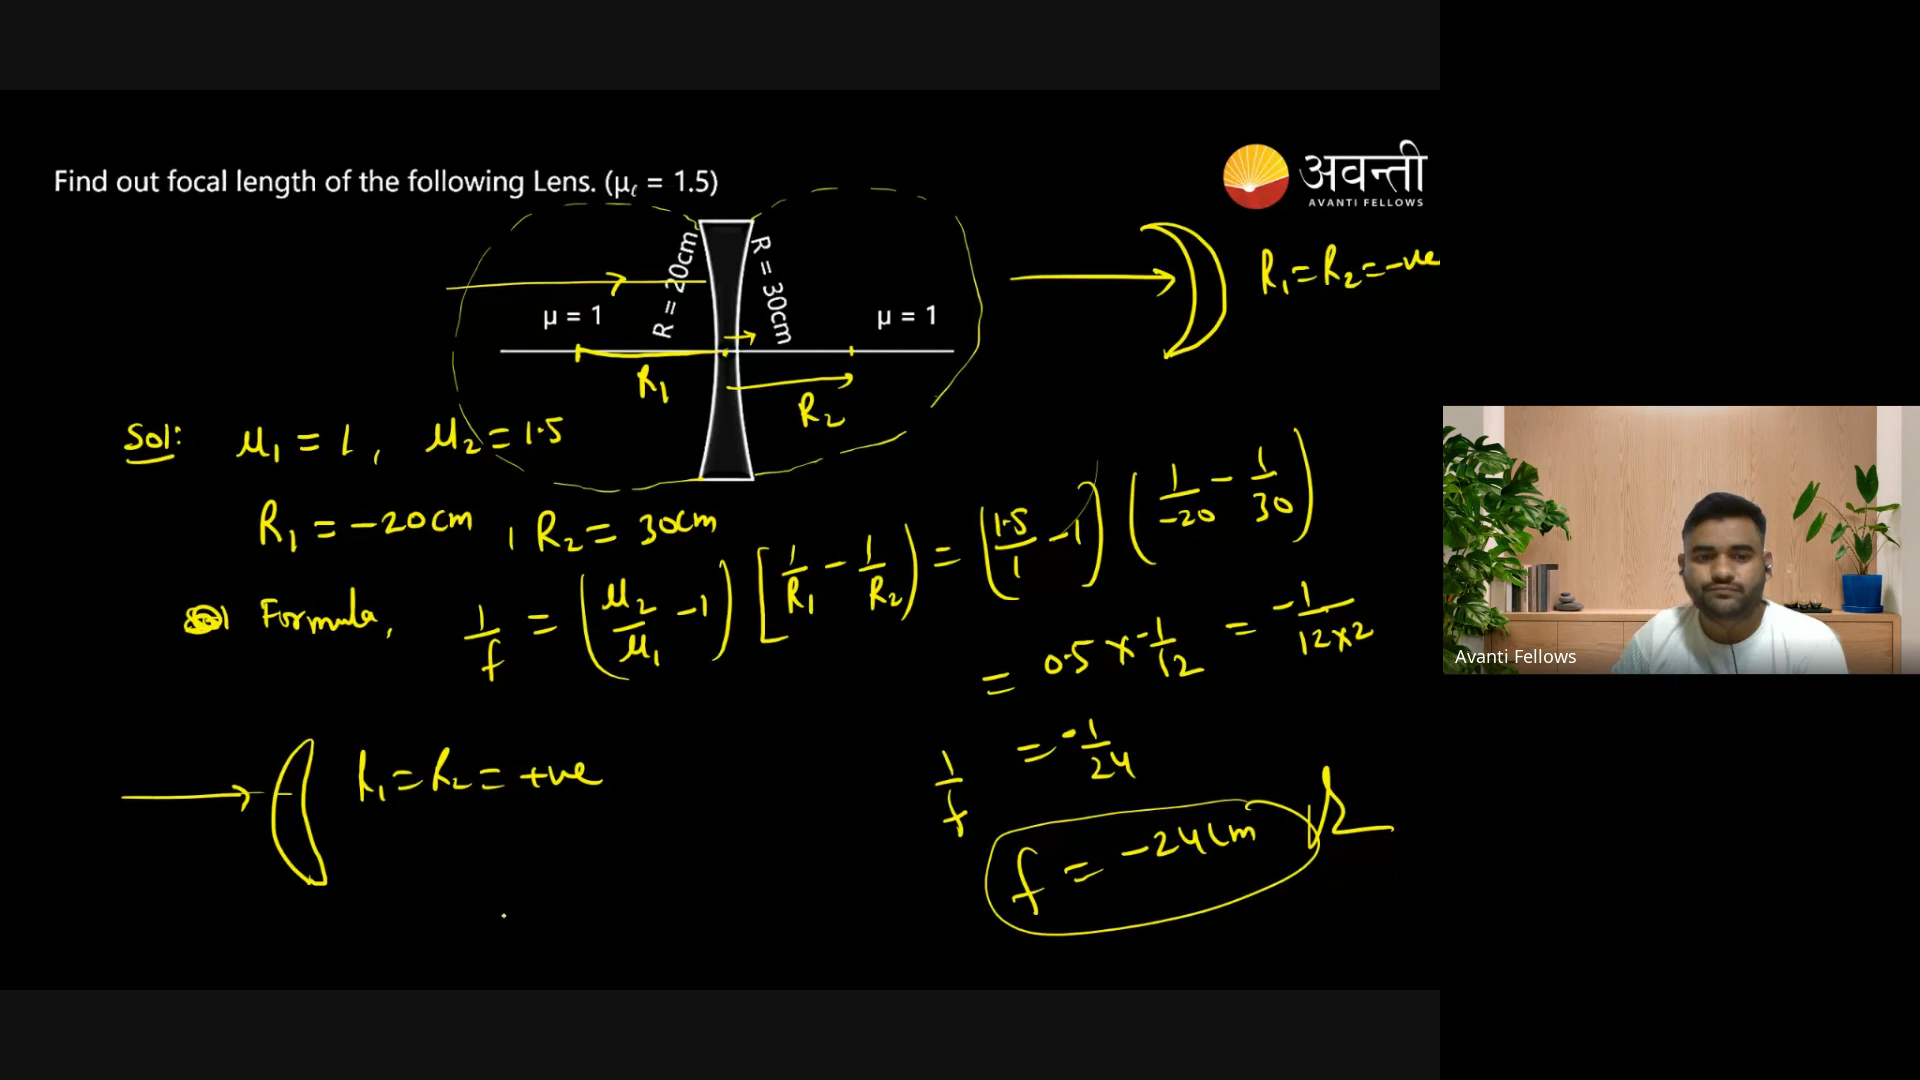 Find out focal length of the following Lens. (μℓ = 1.5)
अवन्ती
AVANTI FELLOWS
R = 20cm
R = 30cm
μ = 1
μ = 1
R₁
R₂
R₁ = R₂ = -ve
Sol: μ₁ = 1, μ₂ = 1.5
R₁ = -20cm, R₂ = 30cm
Formula, 1/f = (μ₂/μ₁ - 1) [1/R₁ - 1/R₂) = (1.5/1 - 1) (1/-20 - 1/30)
= 0.5 x -1/12 = -1/12x2
1/f = -1/24
f = -24cm
R₁ = R₂ = +ve
Avanti Fellows